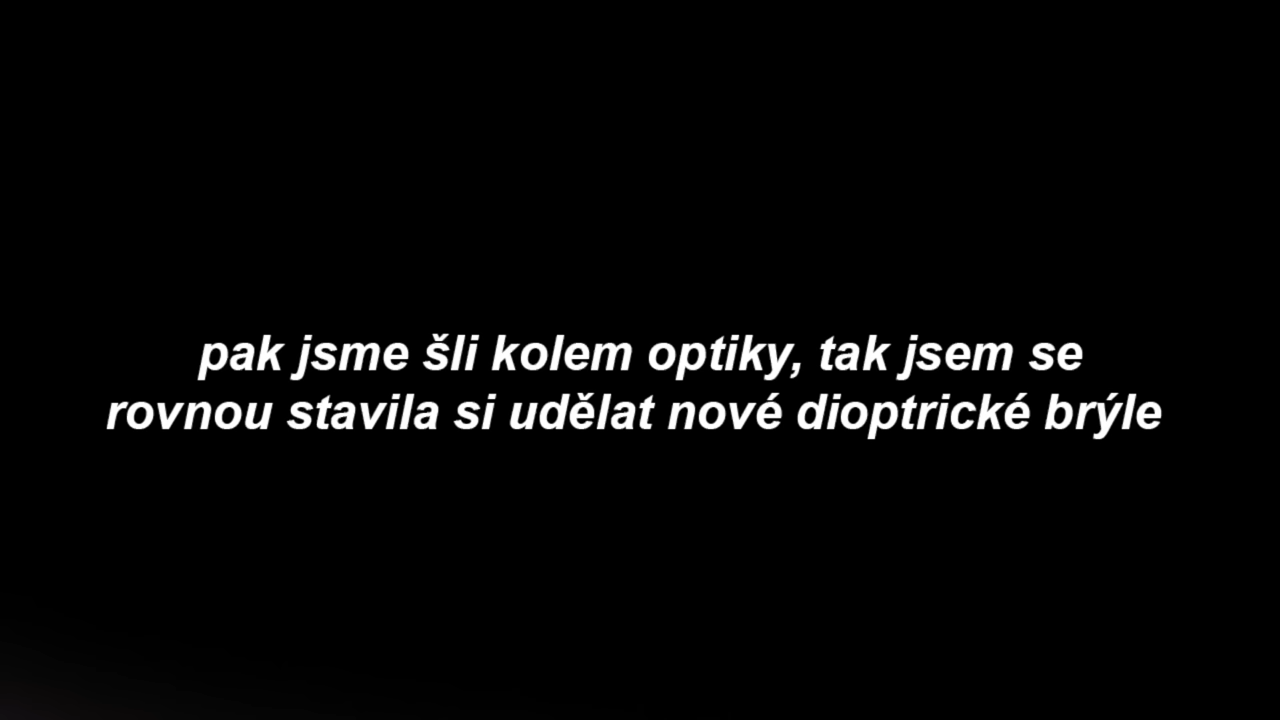 pak jsme šli kolem optiky, tak jsem se
rovnou stavila si udělat nové dioptrické brýle